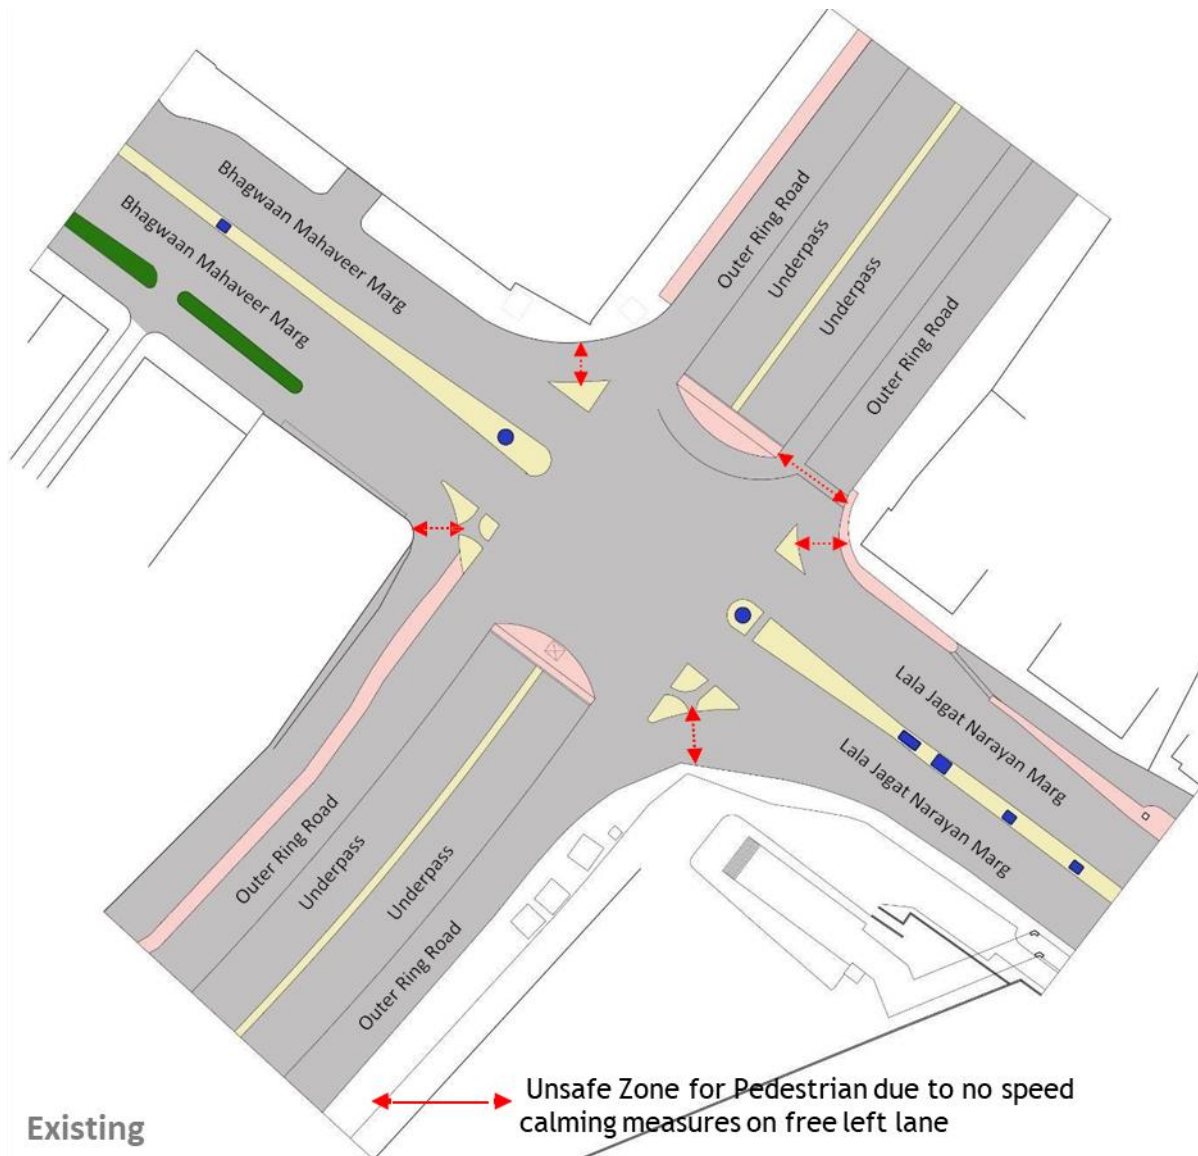 Bhagwaan Mahaveer Marg
Bhagwaan Mahaveer Marg
Outer Ring Road
Underpass
Underpass
Outer Ring Road
Lala Jagat Narayan Marg
Lala Jagat Narayan Marg
Outer Ring Road
Underpass
Underpass
Outer Ring Road
Unsafe Zone for Pedestrian due to no speed
calming measures on free left lane
Existing